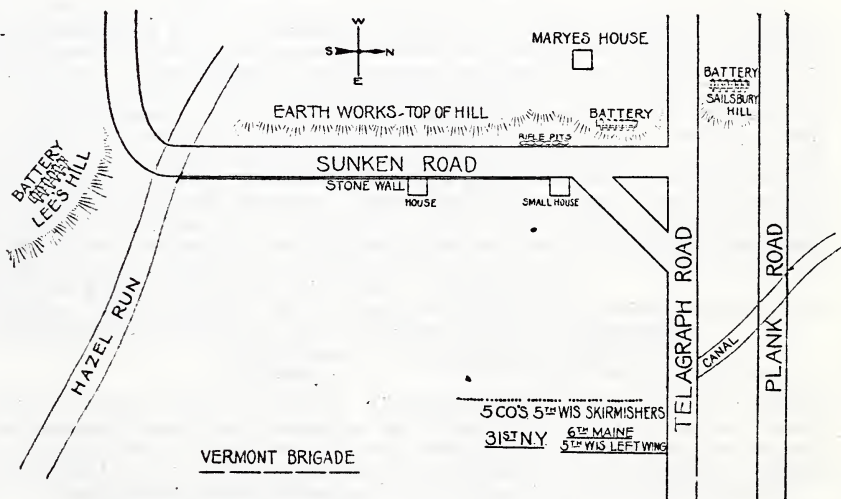 W
S N
E
MARYES HOUSE
BATTERY
SAILSBURY
HILL
EARTH WORKS-TOP OF HILL
BATTERY
RIFLE PITS
SUNKEN ROAD
STONE WALL
HOUSE
SMALL HOUSE
BATTERY
LEE'S HILL
HAZEL RUN
TELAGRAPH ROAD
PLANK ROAD
CANAL
5 CO'S 5TH WIS SKIRMISHERS
31ST N.Y.
6TH MAINE
5TH WIS LEFT WING
VERMONT BRIGADE